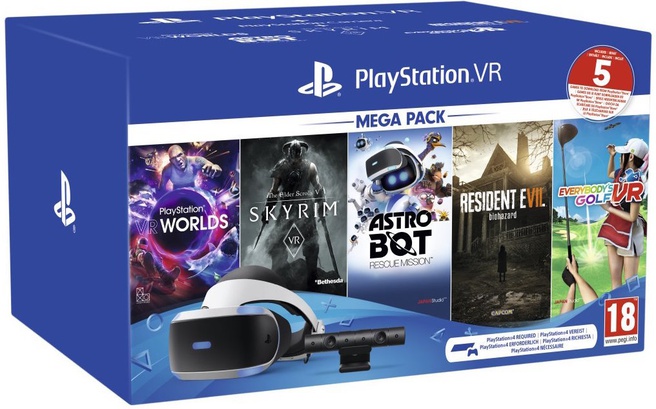 PlayStation VR
PlayStation.VR
MEGA PACK
5
PlayStation
VR WORLDS
The Elder Scrolls
SKYRIM
VR
Bethesda
ASTRO
BOT
RESCUE MISSION
RESIDENT EVIL
biohazard
CAPCOM
EVERYBODY'S
GOLF VR
PlayStation®4 REQUIRED | PlayStation®4 VEREIST |
PlayStation®4 ERFORDERLICH | PlayStation®4 RICHIESTA |
PlayStation®4 NÉCESSAIRE
18
www.pegi.info